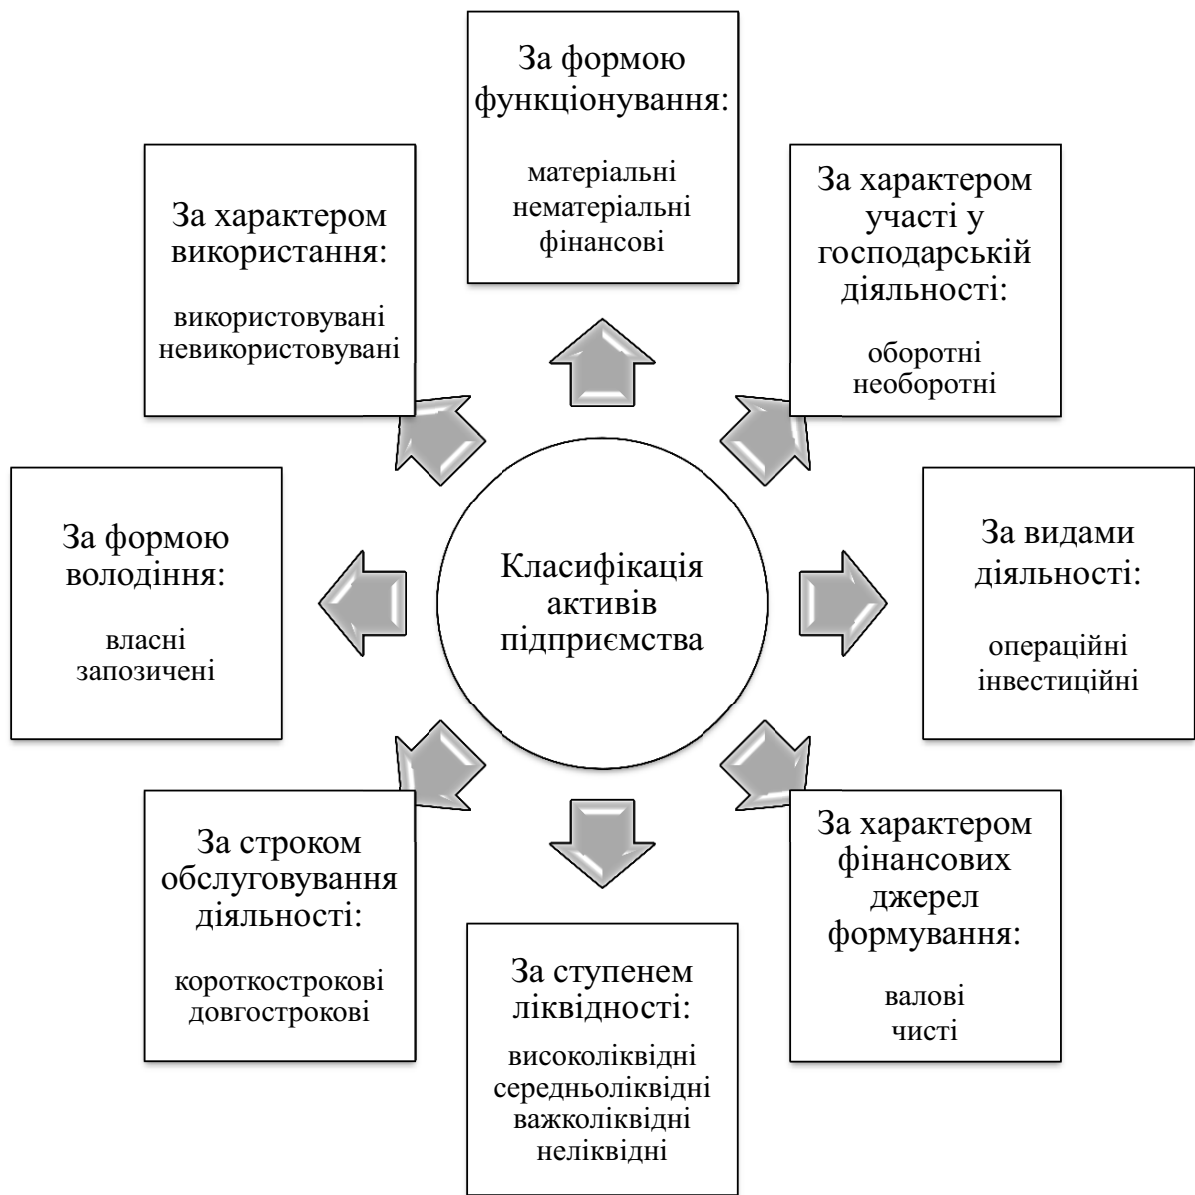 За формою
функціонування:
матеріальні
нематеріальні
фінансові
За характером
участі у
господарській
діяльності:
оборотні
необоротні
За видами
діяльності:
операційні
інвестиційні
За характером
фінансових
джерел
формування:
валові
чисті
За ступенем
ліквідності:
високоліквідні
середньоліквідні
важколіквідні
неліквідні
За строком
обслуговування
діяльності:
короткострокові
довгострокові
За формою
володіння:
власні
запозичені
За характером
використання:
використовувані
невикористовувані
Класифікація
активів
підприємства